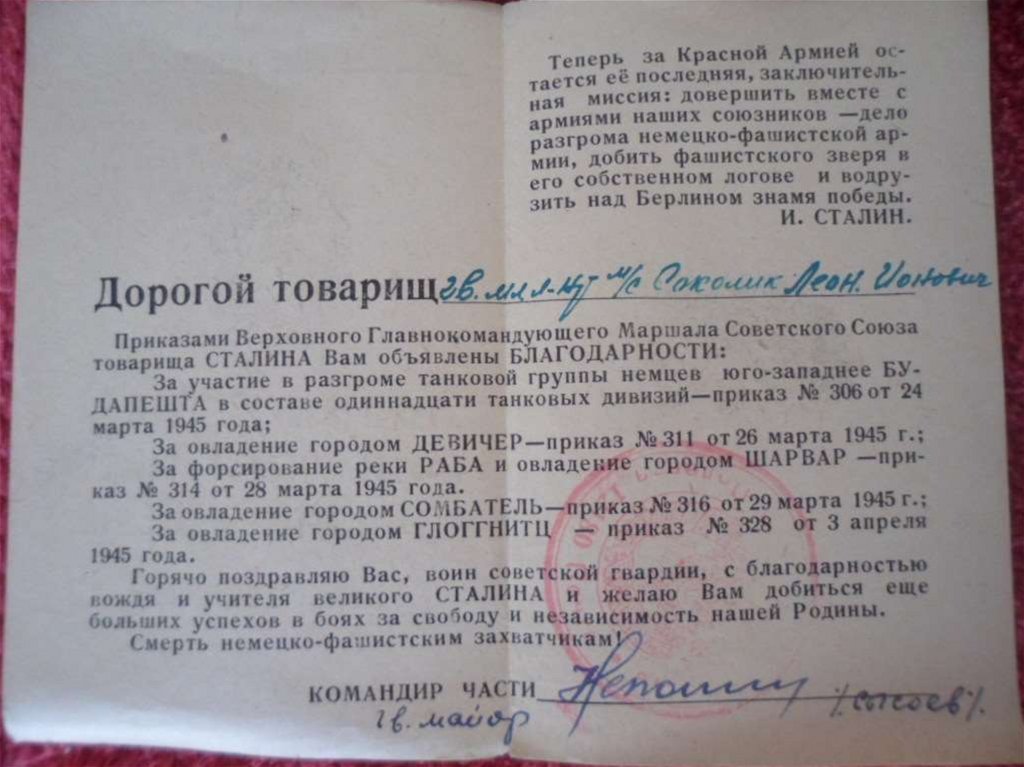 Теперь за Красной Армией ос-
тается её последняя, заключитель-
ная миссия: довершить вместе с
армиями наших союзников —дело
разгрома немецко-фашистской ар-
мии, добить фашистского зверя в
его собственном логове и водру-
зить над Берлином знамя победы.
И. СТАЛИН.
Дорогой товарищ гв. мл л-нт м/с Соколик Леон. Ионович
Приказами Верховного Главнокомандующего Маршала Советского Союза
товарища СТАЛИНА Вам объявлены БЛАГОДАРНОСТИ:
За участие в разгроме танковой группы немцев юго-западнее БУ-
ДАПЕШТА в составе одиннадцати танковых дивизий—приказ № 306 от 24
марта 1945 года;
За овладение городом ДЕВИЧЕР—приказ № 311 от 26 марта 1945 г.;
За форсирование реки РАБА и овладение городом ШАРВАР —при-
каз № 314 от 28 марта 1945 года.
За овладение городом СОМБАТЕЛЬ—приказ № 316 от 29 марта 1945 г.;
За овладение городом ГЛОГГНИТЦ — приказ № 328 от 3 апреля
1945 года.
Горячо поздравляю Вас, воин советской гвардии, с благодарностью
вождя и учителя великого СТАЛИНА и желаю Вам добиться еще
больших успехов в боях за свободу и независимость нашей Родины.
Смерть немецко-фашистским захватчикам!
КОМАНДИР ЧАСТИ /Сысоев/.
гв. майор